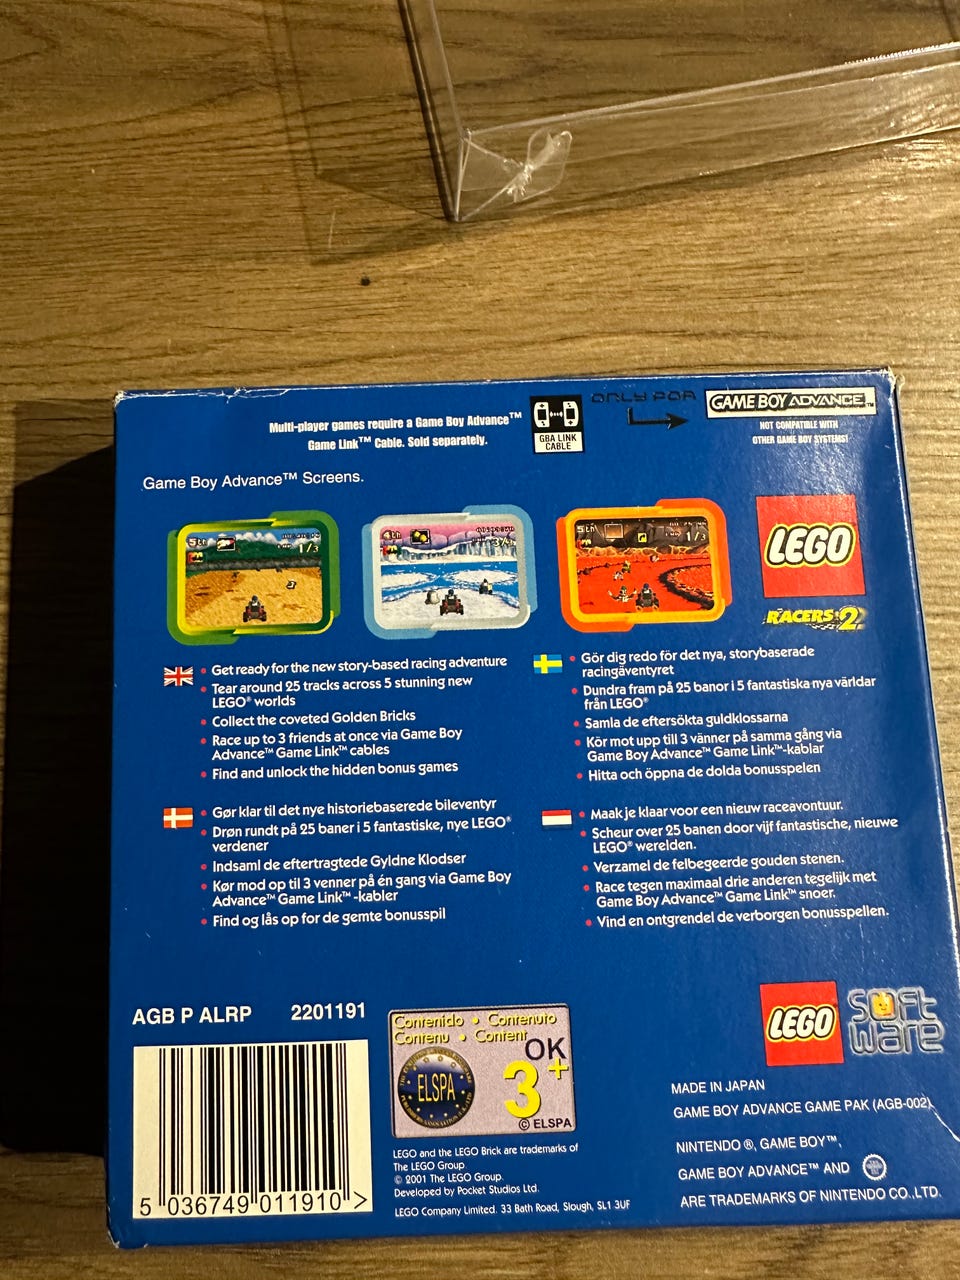 Multi-player games require a Game Boy Advance™
Game Link™ Cable. Sold separately.
GBA LINK
CABLE
ONLY FOR
GAME BOY ADVANCE™
NOT COMPATIBLE WITH
OTHER GAME BOY SYSTEMS!
Game Boy Advance™ Screens.
5th
1/3
4th
3/3
5th
1/3
LEGO
RACERS 2
Get ready for the new story-based racing adventure
Tear around 25 tracks across 5 stunning new
LEGO® worlds
Collect the coveted Golden Bricks
Race up to 3 friends at once via Game Boy
Advance™ Game Link™ cables
Find and unlock the hidden bonus games
Gör dig redo för det nya, storybaserade
racingäventyret
Dundra fram på 25 banor i 5 fantastiska nya världar
från LEGO®
Samla de eftersökta guldklossarna
Kör mot upp till 3 vänner på samma gång via
Game Boy Advance™ Game Link™-kablar
Hitta och öppna de dolda bonusspelen
Gør klar til det nye historiebaserede bileventyr
Drøn rundt på 25 baner i 5 fantastiske, nye LEGO®
verdener
Indsaml de eftertragtede Gyldne Klodser
Kør mod op til 3 venner på én gang via Game Boy
Advance™ Game Link™ -kabler
Find og lås op for de gemte bonusspil
Maak je klaar voor een nieuw raceavontuur.
Scheur over 25 banen door vijf fantastische, nieuwe
LEGO® werelden.
Verzamel de felbegeerde gouden stenen.
Race tegen maximaal drie anderen tegelijk met
Game Boy Advance™ Game Link™ snoer.
Vind en ontgrendel de verborgen bonusspellen.
AGB P ALRP 2201191
5 036749 011910 >
Contenido • Contenuto
Contenu • Content
OK
3+
ELSPA
© ELSPA
LEGO and the LEGO Brick are trademarks of
The LEGO Group.
© 2001 The LEGO Group.
Developed by Pocket Studios Ltd.
LEGO Company Limited. 33 Bath Road, Slough, SL1 3UF
LEGO
SOFT
WARE
MADE IN JAPAN
GAME BOY ADVANCE GAME PAK (AGB-002)
NINTENDO ®, GAME BOY™,
GAME BOY ADVANCE™ AND
ARE TRADEMARKS OF NINTENDO CO.,LTD.